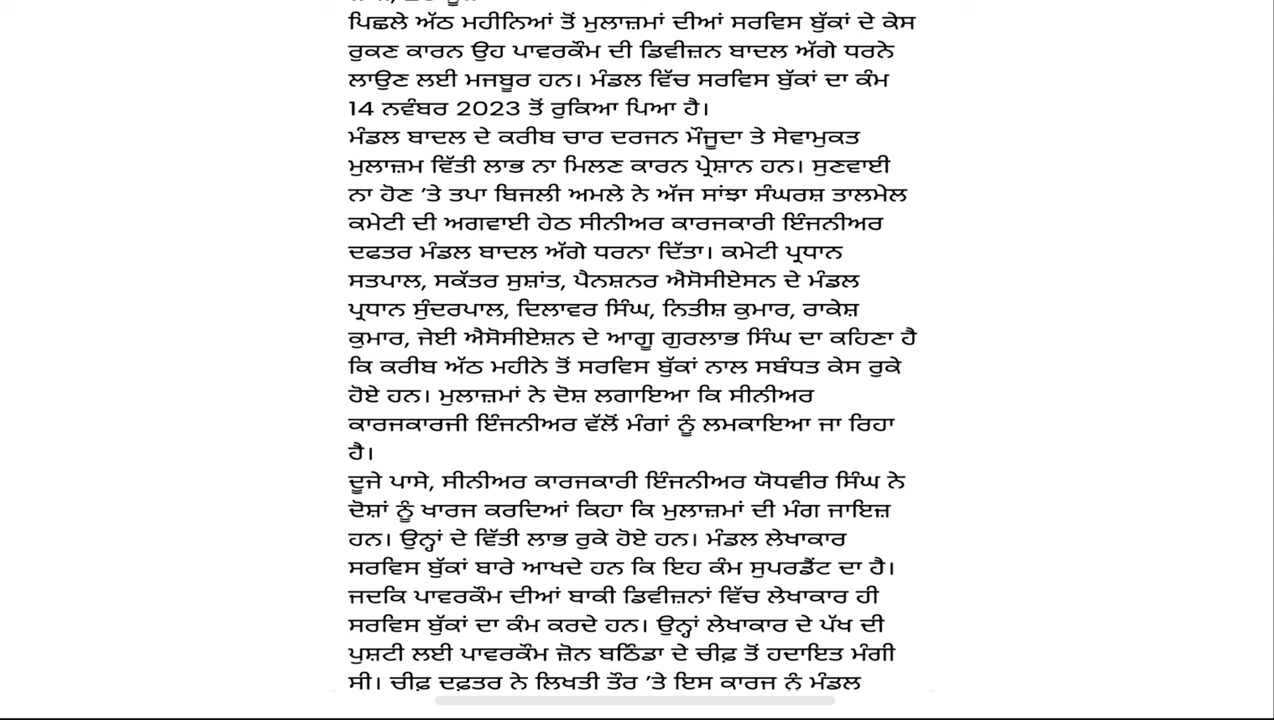 ਪਿਛਲੇ ਅੱਠ ਮਹੀਨਿਆਂ ਤੋਂ ਮੁਲਾਜ਼ਮਾਂ ਦੀਆਂ ਸਰਵਿਸ ਬੁੱਕਾਂ ਦੇ ਕੇਸ
ਰੁਕਣ ਕਾਰਨ ਉਹ ਪਾਵਰਕੌਮ ਦੀ ਡਿਵੀਜ਼ਨ ਬਾਦਲ ਅੱਗੇ ਧਰਨੇ
ਲਾਉਣ ਲਈ ਮਜਬੂਰ ਹਨ। ਮੰਡਲ ਵਿੱਚ ਸਰਵਿਸ ਬੁੱਕਾਂ ਦਾ ਕੰਮ
14 ਨਵੰਬਰ 2023 ਤੋਂ ਰੁਕਿਆ ਪਿਆ ਹੈ।
ਮੰਡਲ ਬਾਦਲ ਦੇ ਕਰੀਬ ਚਾਰ ਦਰਜਨ ਮੌਜੂਦਾ ਤੇ ਸੇਵਾਮੁਕਤ
ਮੁਲਾਜ਼ਮ ਵਿੱਤੀ ਲਾਭ ਨਾ ਮਿਲਣ ਕਾਰਨ ਪ੍ਰੇਸ਼ਾਨ ਹਨ। ਸੁਣਵਾਈ
ਨਾ ਹੋਣ ’ਤੇ ਤਪਾ ਬਿਜਲੀ ਅਮਲੇ ਨੇ ਅੱਜ ਸਾਂਝਾ ਸੰਘਰਸ਼ ਤਾਲਮੇਲ
ਕਮੇਟੀ ਦੀ ਅਗਵਾਈ ਹੇਠ ਸੀਨੀਅਰ ਕਾਰਜਕਾਰੀ ਇੰਜਨੀਅਰ
ਦਫਤਰ ਮੰਡਲ ਬਾਦਲ ਅੱਗੇ ਧਰਨਾ ਦਿੱਤਾ। ਕਮੇਟੀ ਪ੍ਰਧਾਨ
ਸਤਪਾਲ, ਸਕੱਤਰ ਸੁਸ਼ਾਂਤ, ਪੈਨਸ਼ਨਰ ਐਸੋਸੀਏਸਨ ਦੇ ਮੰਡਲ
ਪ੍ਰਧਾਨ ਸੁੰਦਰਪਾਲ, ਦਿਲਾਵਰ ਸਿੰਘ, ਨਿਤੀਸ਼ ਕੁਮਾਰ, ਰਾਕੇਸ਼
ਕੁਮਾਰ, ਜੇਈ ਐਸੋਸੀਏਸ਼ਨ ਦੇ ਆਗੂ ਗੁਰਲਾਭ ਸਿੰਘ ਦਾ ਕਹਿਣਾ ਹੈ
ਕਿ ਕਰੀਬ ਅੱਠ ਮਹੀਨੇ ਤੋਂ ਸਰਵਿਸ ਬੁੱਕਾਂ ਨਾਲ ਸਬੰਧਤ ਕੇਸ ਰੁਕੇ
ਹੋਏ ਹਨ। ਮੁਲਾਜ਼ਮਾਂ ਨੇ ਦੋਸ਼ ਲਗਾਇਆ ਕਿ ਸੀਨੀਅਰ
ਕਾਰਜਕਾਰਜੀ ਇੰਜਨੀਅਰ ਵੱਲੋਂ ਮੰਗਾਂ ਨੂੰ ਲਮਕਾਇਆ ਜਾ ਰਿਹਾ
ਹੈ।
ਦੂਜੇ ਪਾਸੇ, ਸੀਨੀਅਰ ਕਾਰਜਕਾਰੀ ਇੰਜਨੀਅਰ ਯੋਧਵੀਰ ਸਿੰਘ ਨੇ
ਦੋਸ਼ਾਂ ਨੂੰ ਖਾਰਜ ਕਰਦਿਆਂ ਕਿਹਾ ਕਿ ਮੁਲਾਜ਼ਮਾਂ ਦੀ ਮੰਗ ਜਾਇਜ਼
ਹਨ। ਉਨ੍ਹਾਂ ਦੇ ਵਿੱਤੀ ਲਾਭ ਰੁਕੇ ਹੋਏ ਹਨ। ਮੰਡਲ ਲੇਖਾਕਾਰ
ਸਰਵਿਸ ਬੁੱਕਾਂ ਬਾਰੇ ਆਖਦੇ ਹਨ ਕਿ ਇਹ ਕੰਮ ਸੁਪਰਡੈਂਟ ਦਾ ਹੈ।
ਜਦਕਿ ਪਾਵਰਕੌਮ ਦੀਆਂ ਬਾਕੀ ਡਿਵੀਜ਼ਨਾਂ ਵਿੱਚ ਲੇਖਾਕਾਰ ਹੀ
ਸਰਵਿਸ ਬੁੱਕਾਂ ਦਾ ਕੰਮ ਕਰਦੇ ਹਨ। ਉਨ੍ਹਾਂ ਲੇਖਾਕਾਰ ਦੇ ਪੱਖ ਦੀ
ਪੁਸ਼ਟੀ ਲਈ ਪਾਵਰਕੌਮ ਜ਼ੋਨ ਬਠਿੰਡਾ ਦੇ ਚੀਫ਼ ਤੋਂ ਹਦਾਇਤ ਮੰਗੀ
ਸੀ। ਚੀਫ਼ ਦਫ਼ਤਰ ਨੇ ਲਿਖਤੀ ਤੌਰ ’ਤੇ ਇਸ ਕਾਰਜ ਨੂੰ ਮੰਡਲ